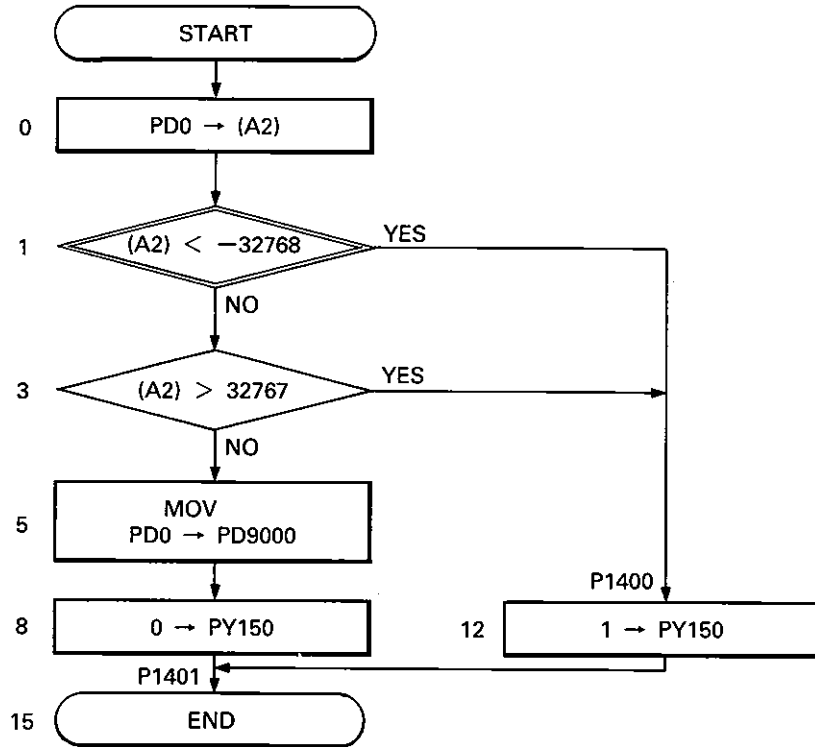 START
0
PD0 → (A2)
1
(A2) < −32768
YES
NO
3
(A2) > 32767
YES
NO
5
MOV
PD0 → PD9000
P1400
8
0 → PY150
12
1 → PY150
P1401
15
END